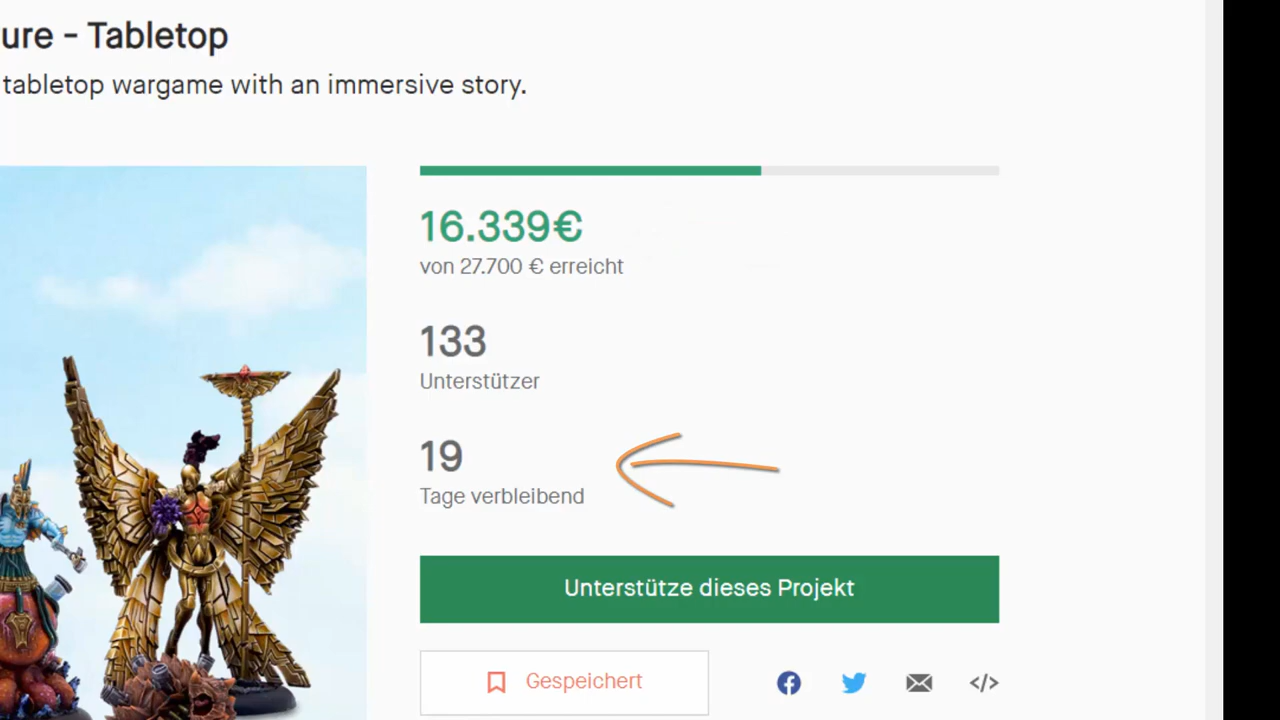 ure - Tabletop
tabletop wargame with an immersive story.
16.339€
von 27.700 € erreicht
133
Unterstützer
19
Tage verbleibend
Unterstütze dieses Projekt
Gespeichert